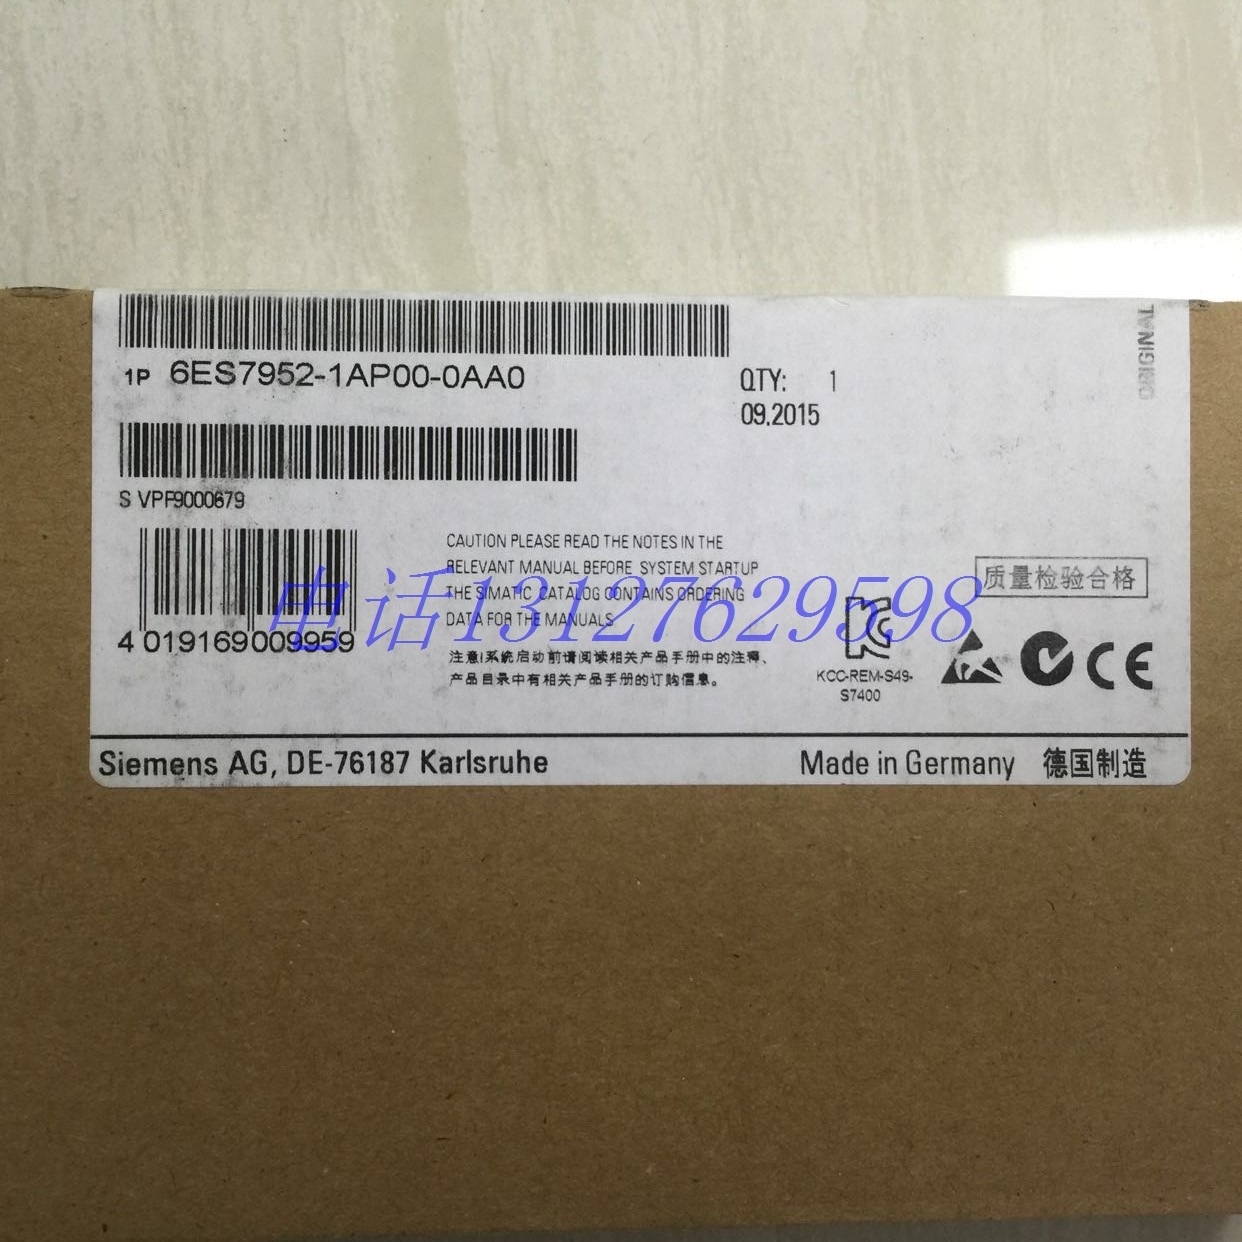 ORIGINAL
1P 6ES7952-1AP00-0AA0
QTY: 1
09.2015
S VPF9000679
CAUTION PLEASE READ THE NOTES IN THE
RELEVANT MANUAL BEFORE SYSTEM STARTUP
THE SIMATIC CATALOG CONTAINS ORDERING
DATA FOR THE MANUALS
注意!系统启动前请阅读相关产品手册中的注释、
产品目录中有相关产品手册的订购信息。
质量检验合格
电话13127629598
4 019169009959
KCC-REM-S49-
S7400
CE
Siemens AG, DE-76187 Karlsruhe
Made in Germany 德国制造